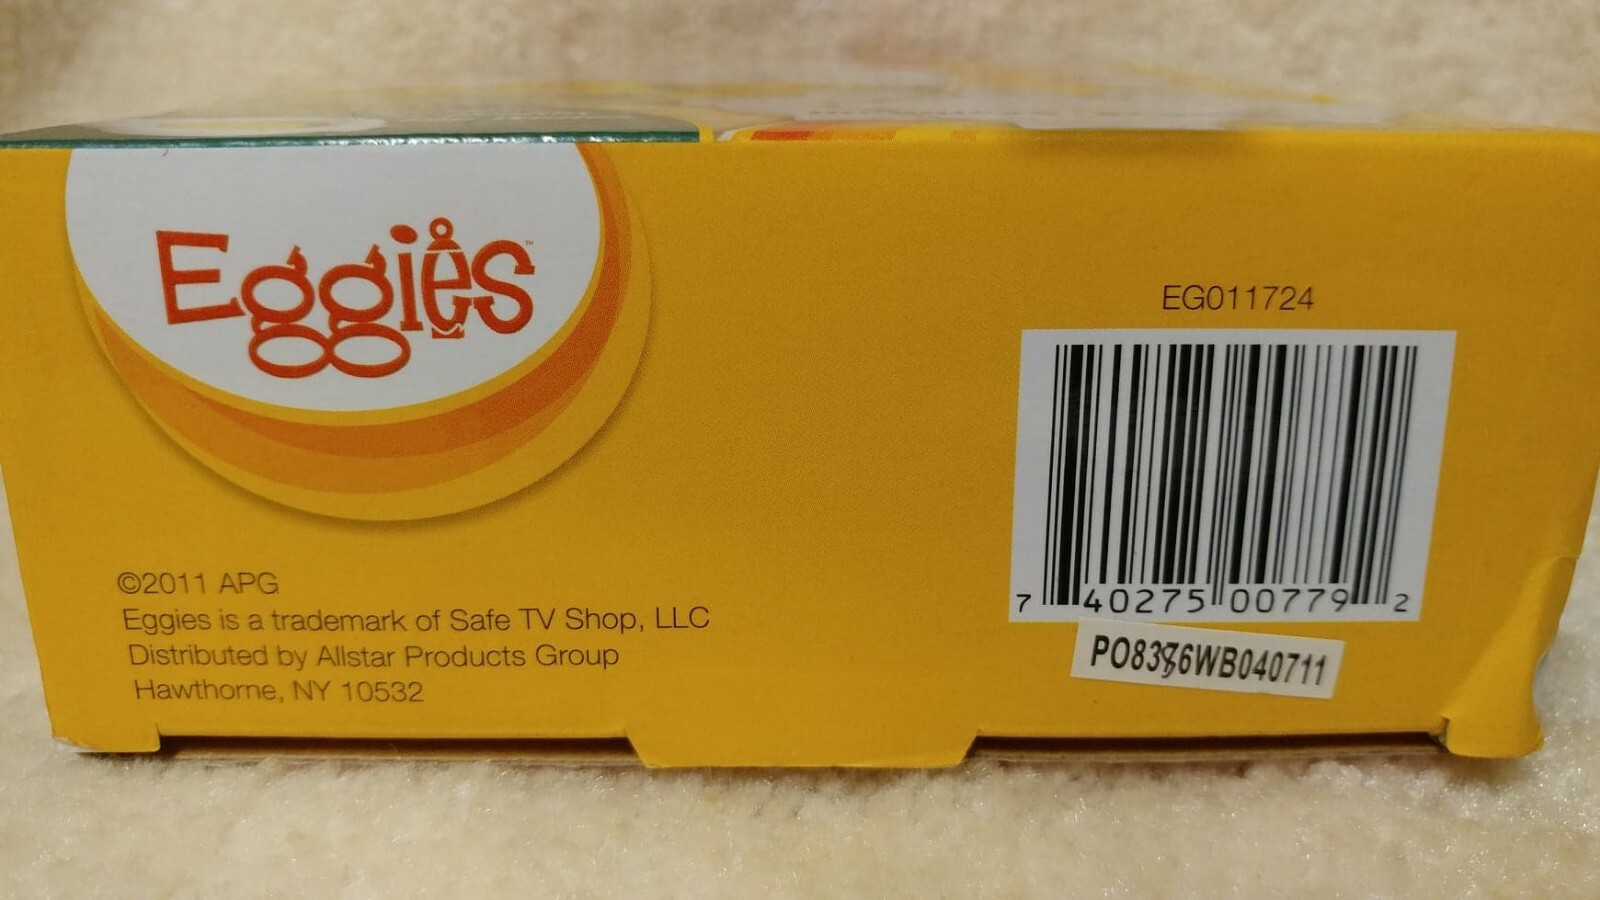 Eggies™
EG011724
7 40275 00779 2
©2011 APG
Eggies is a trademark of Safe TV Shop, LLC
Distributed by Allstar Products Group
Hawthorne, NY 10532